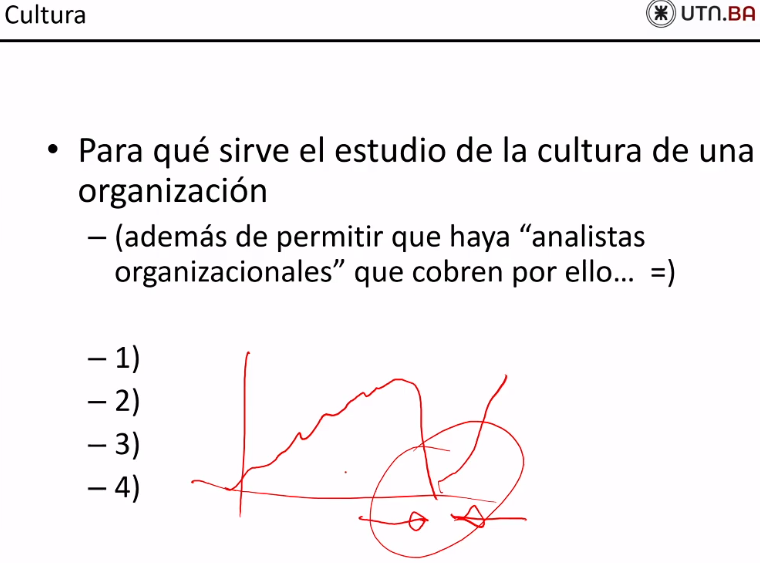 Cultura
UTN.BA
• Para qué sirve el estudio de la cultura de una
organización
– (además de permitir que haya “analistas
organizacionales” que cobren por ello... =)
– 1)
– 2)
– 3)
– 4)